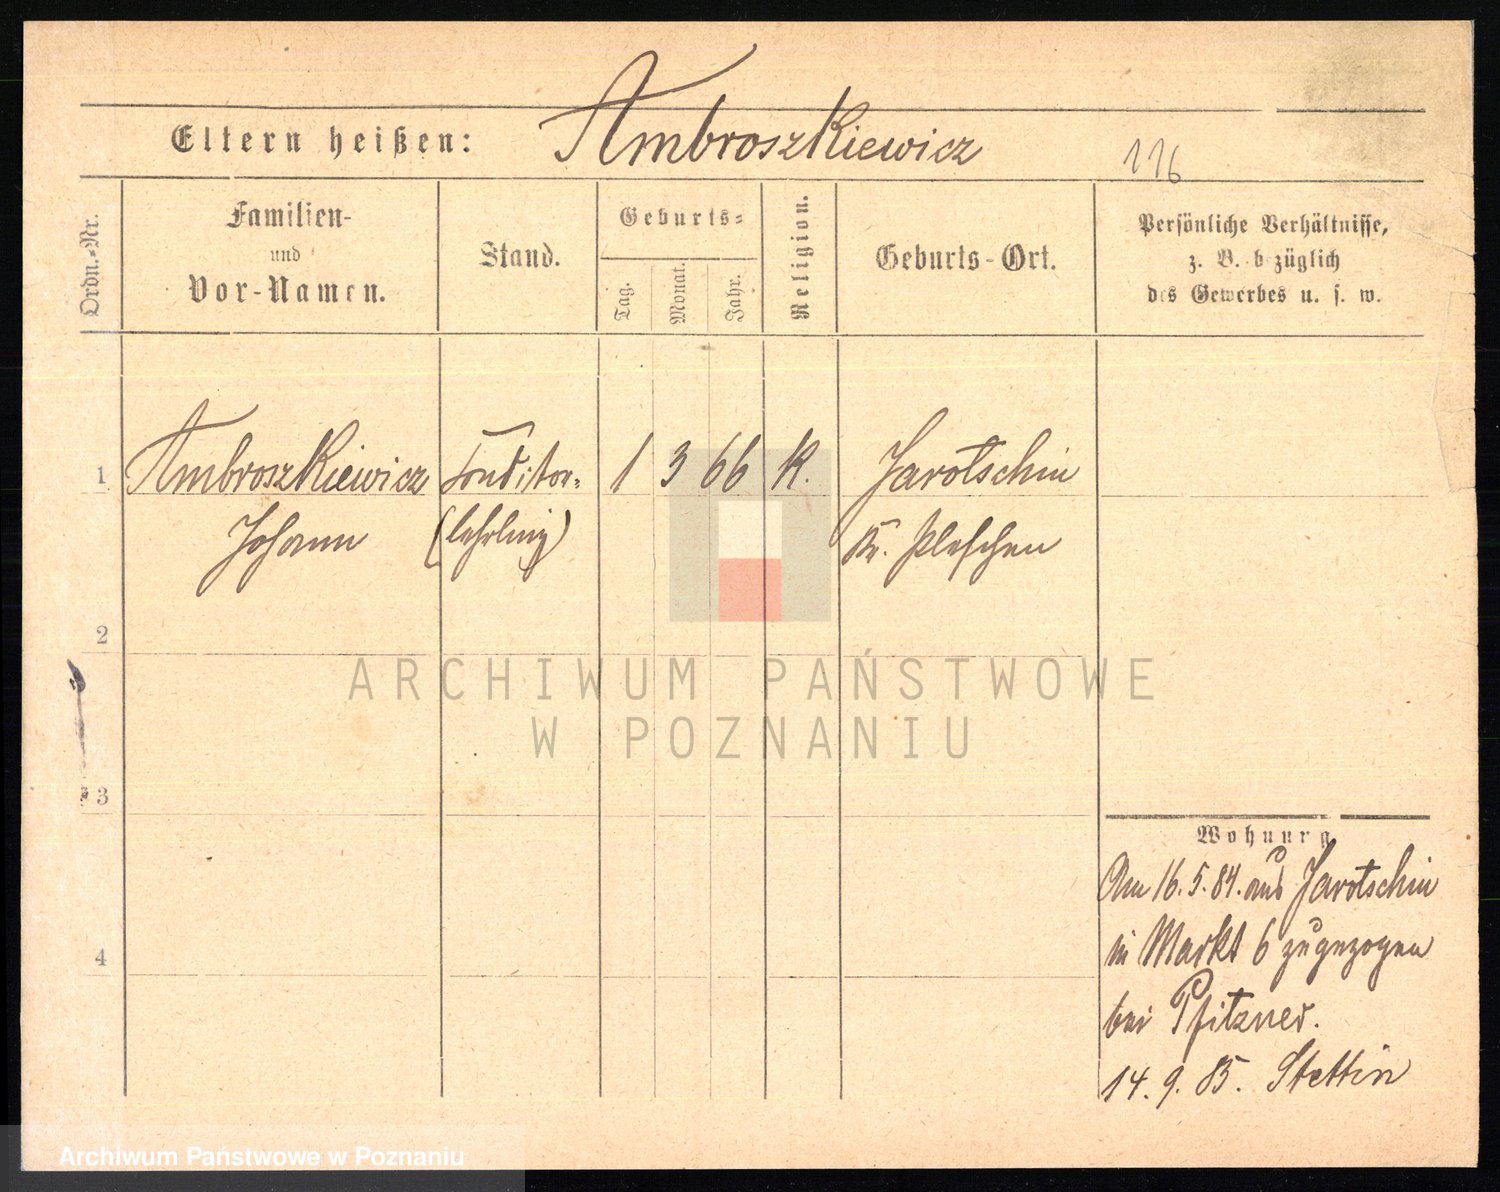 Eltern heißen: Ambroszkiewicz
116
Ordn.-Nr.
Familien-
und
Vor-Namen.
Stand.
Geburts-
Tag.
Monat.
Jahr.
Religion.
Geburts-Ort.
Persönliche Verhältnisse,
z. B. bezüglich
des Gewerbes u. s. w.
1 Ambroszkiewicz Conditor- 1 3 66 K. Jarotschin
Johann (lehrling) Kr. Pleschen
2
3
4
Wohnung
Am 16.5.84. aus Jarotschin
in Markt 6 zugezogen
bei Pfitzner.
14.9.85. Stettin
ARCHIWUM PAŃSTWOWE
W POZNANIU
Archiwum Państwowe w Poznaniu